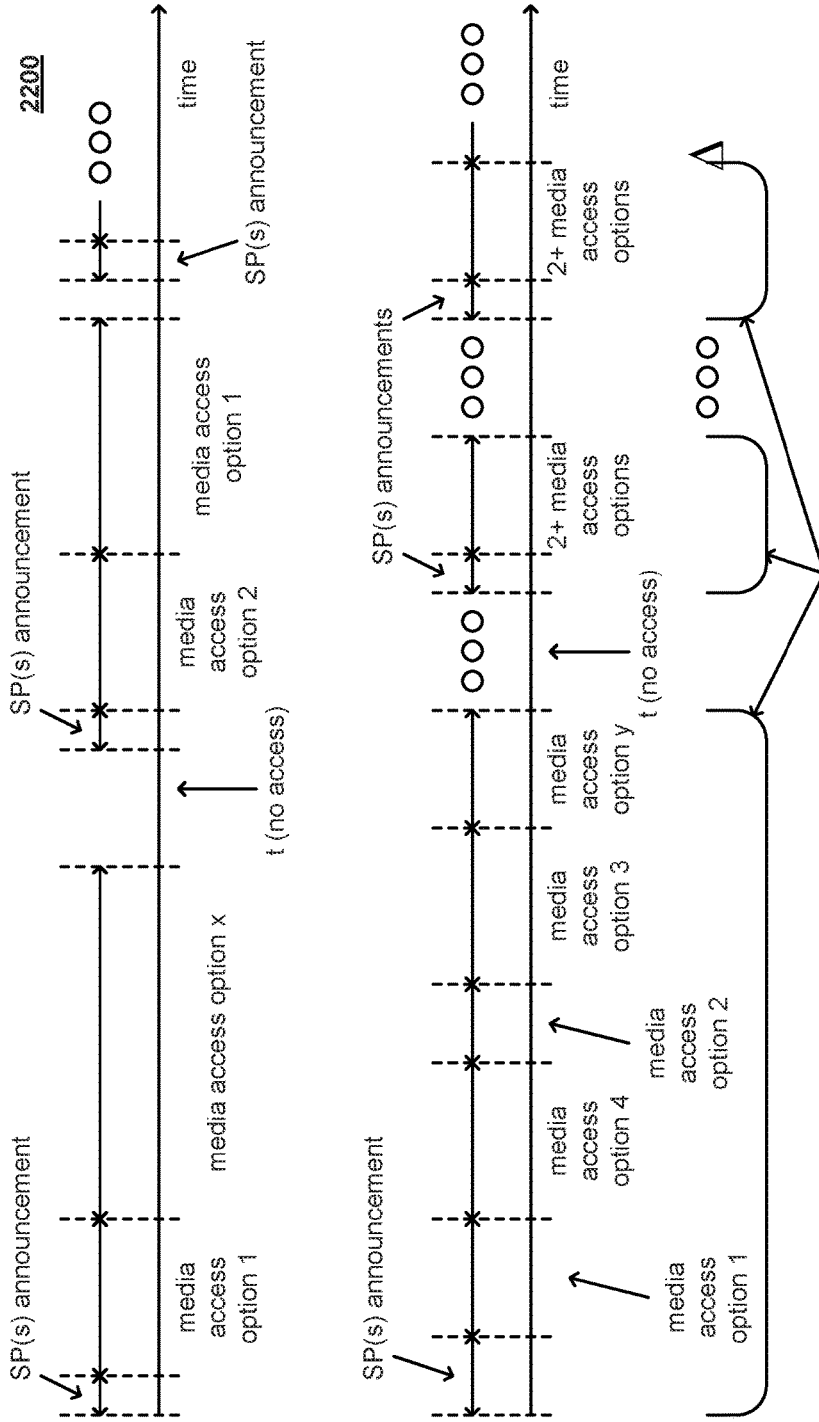 2200
SP(s) announcement
SP(s) announcement
media
access
option 1
media access option x
t (no access)
media
access
option 2
media access
option 1
SP(s) announcement
time
SP(s) announcement
SP(s) announcements
media
access
option 1
media
access
option 4
media
access
option 2
media
access
option 3
media
access
option y
t (no access)
2+ media
access
options
2+ media
access
options
time